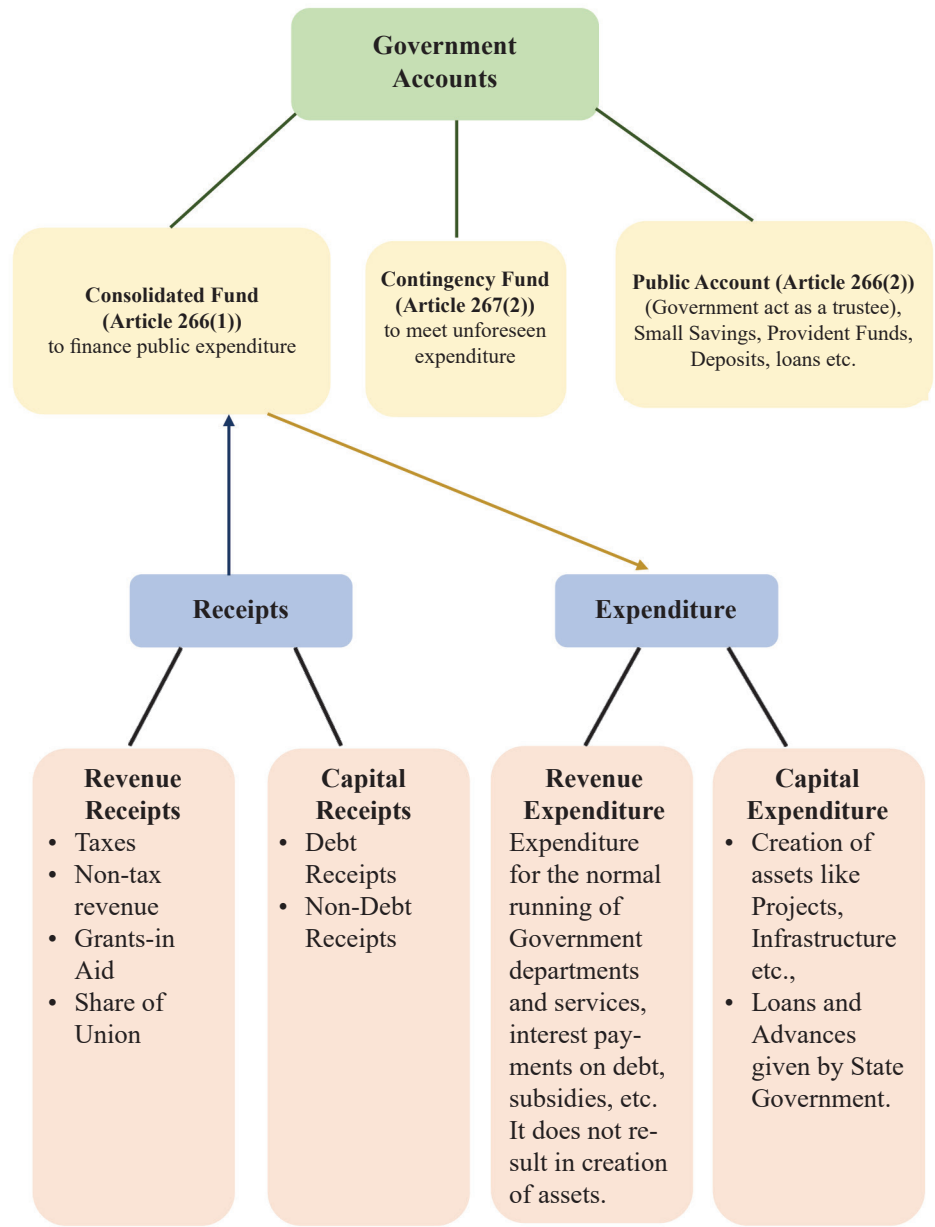 Government
Accounts
Consolidated Fund
(Article 266(1))
to finance public expenditure
Contingency Fund
(Article 267(2))
to meet unforeseen
expenditure
Public Account (Article 266(2))
(Government act as a trustee),
Small Savings, Provident Funds,
Deposits, loans etc.
Receipts
Expenditure
Revenue
Receipts
• Taxes
• Non-tax
revenue
• Grants-in
Aid
• Share of
Union
Capital
Receipts
• Debt
Receipts
• Non-Debt
Receipts
Revenue
Expenditure
Expenditure
for the normal
running of
Government
departments
and services,
interest pay-
ments on debt,
subsidies, etc.
It does not re-
sult in creation
of assets.
Capital
Expenditure
• Creation of
assets like
Projects,
Infrastructure
etc.,
• Loans and
Advances
given by State
Government.